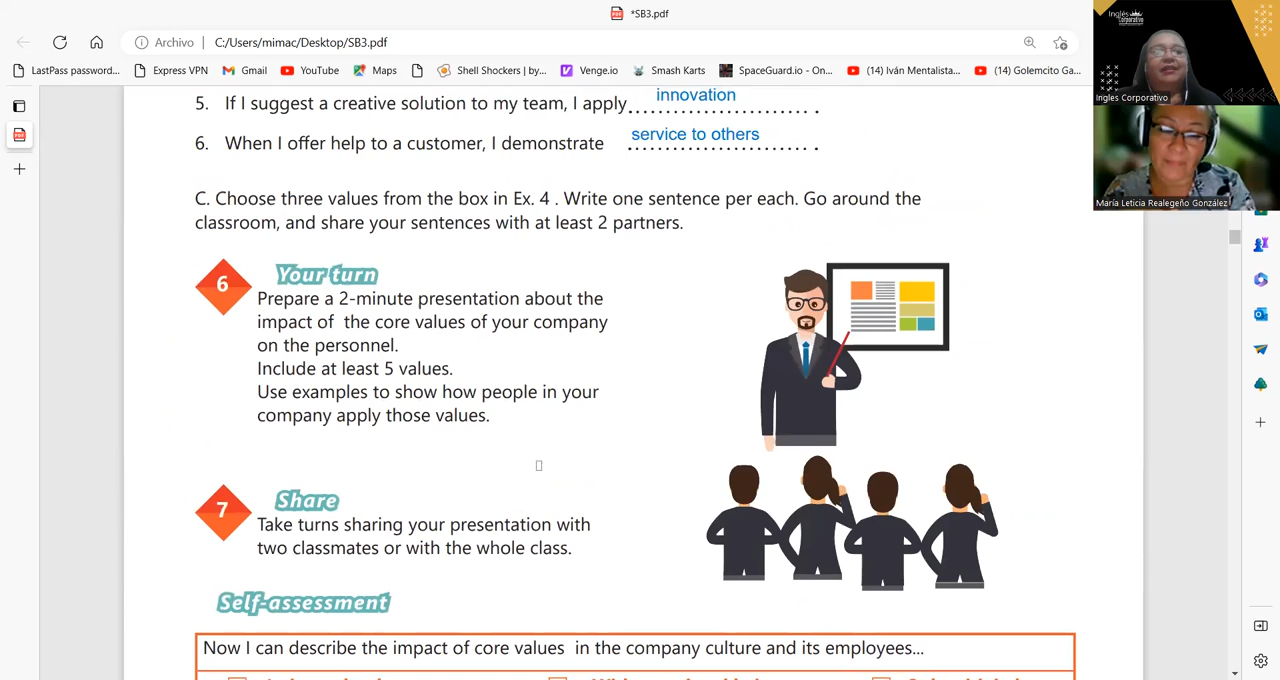 *SB3.pdf
Archivo
C:/Users/mimac/Desktop/SB3.pdf
LastPass password...
Express VPN
Gmail
YouTube
Maps
Shell Shockers | by...
Venge.io
Smash Karts
SpaceGuard.io - On...
(14) Iván Mentalista...
(14) Golemcito Ga...
Inglés
Corporativo
Ingles Corporativo
María Leticia Realegeño González
5. If I suggest a creative solution to my team, I apply innovation .
6. When I offer help to a customer, I demonstrate service to others .
C. Choose three values from the box in Ex. 4 . Write one sentence per each. Go around the
classroom, and share your sentences with at least 2 partners.
6
Your turn
Prepare a 2-minute presentation about the
impact of the core values of your company
on the personnel.
Include at least 5 values.
Use examples to show how people in your
company apply those values.
7
Share
Take turns sharing your presentation with
two classmates or with the whole class.
Self-assessment
Now I can describe the impact of core values in the company culture and its employees...